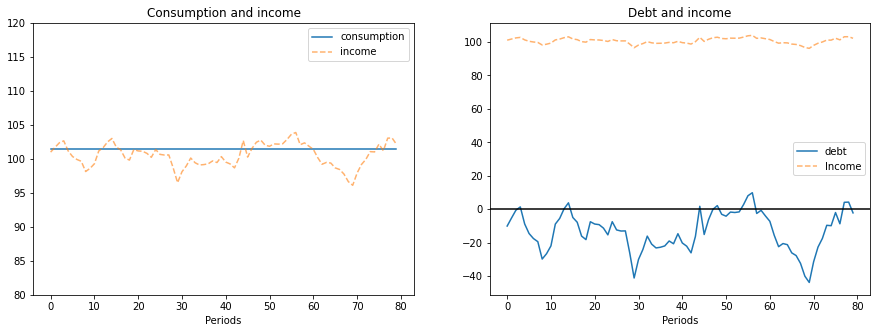 Consumption and income
120
115
110
105
100
95
90
85
80
0 10 20 30 40 50 60 70 80
Periods
consumption
income
Debt and income
100
80
60
40
20
0
−20
−40
0 10 20 30 40 50 60 70 80
Periods
debt
Income